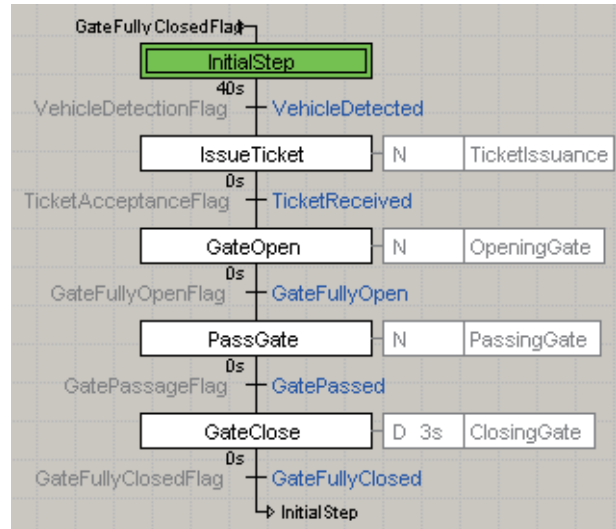 GateFullyClosedFlag
InitialStep
40s
VehicleDetectionFlag VehicleDetected
IssueTicket N TicketIssuance
0s
TicketAcceptanceFlag TicketReceived
GateOpen N OpeningGate
0s
GateFullyOpenFlag GateFullyOpen
PassGate N PassingGate
0s
GatePassageFlag GatePassed
GateClose D 3s ClosingGate
0s
GateFullyClosedFlag GateFullyClosed
InitialStep